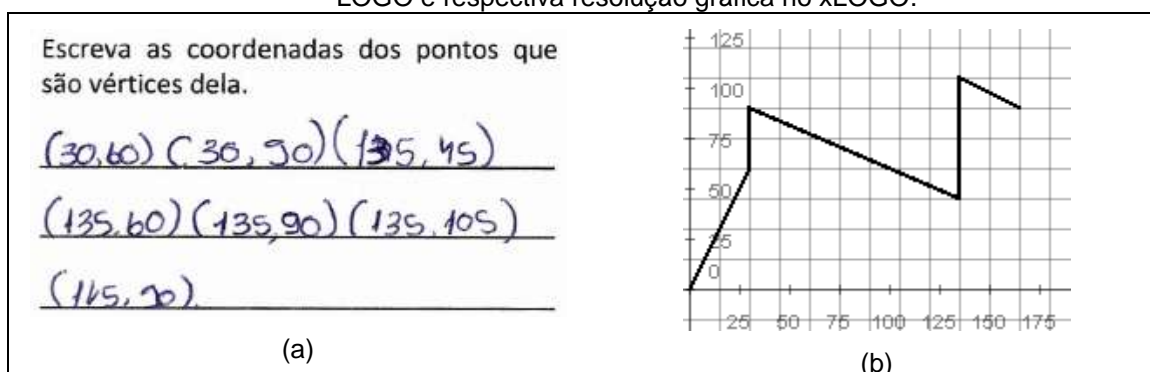 LOGO e respectiva resolução gráfica no xLOGO.
Escreva as coordenadas dos pontos que
são vértices dela.
(30,60) (30,90) (135,45)
(135,60) (135,90) (135,105)
(165,90).
(a)
125
100
75
50
25
0
25 50 75 100 125 150 175
(b)